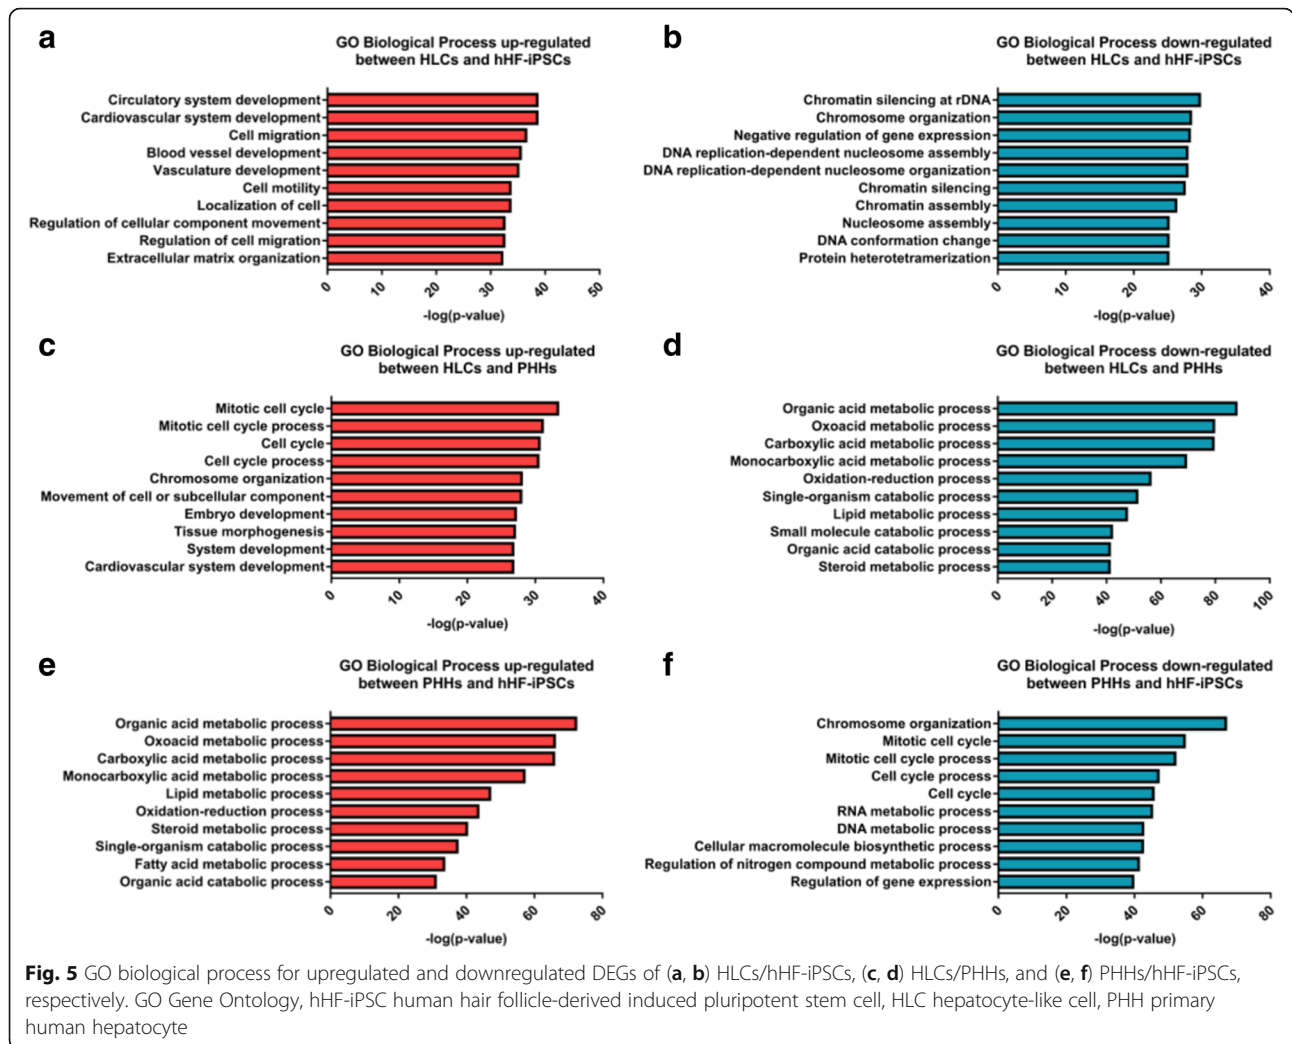 a
GO Biological Process up-regulated
between HLCs and hHF-iPSCs
Circulatory system development
Cardiovascular system development
Cell migration
Blood vessel development
Vasculature development
Cell motility
Localization of cell
Regulation of cellular component movement
Regulation of cell migration
Extracellular matrix organization
0 10 20 30 40 50
-log(p-value)
b
GO Biological Process down-regulated
between HLCs and hHF-iPSCs
Chromatin silencing at rDNA
Chromosome organization
Negative regulation of gene expression
DNA replication-dependent nucleosome assembly
DNA replication-dependent nucleosome organization
Chromatin silencing
Chromatin assembly
Nucleosome assembly
DNA conformation change
Protein heterotetramerization
0 10 20 30 40
-log(p-value)
c
GO Biological Process up-regulated
between HLCs and PHHs
Mitotic cell cycle
Mitotic cell cycle process
Cell cycle
Cell cycle process
Chromosome organization
Movement of cell or subcellular component
Embryo development
Tissue morphogenesis
System development
Cardiovascular system development
0 10 20 30 40
-log(p-value)
d
GO Biological Process down-regulated
between HLCs and PHHs
Organic acid metabolic process
Oxoacid metabolic process
Carboxylic acid metabolic process
Monocarboxylic acid metabolic process
Oxidation-reduction process
Single-organism catabolic process
Lipid metabolic process
Small molecule catabolic process
Organic acid catabolic process
Steroid metabolic process
0 20 40 60 80 100
-log(p-value)
e
GO Biological Process up-regulated
between PHHs and hHF-iPSCs
Organic acid metabolic process
Oxoacid metabolic process
Carboxylic acid metabolic process
Monocarboxylic acid metabolic process
Lipid metabolic process
Oxidation-reduction process
Steroid metabolic process
Single-organism catabolic process
Fatty acid metabolic process
Organic acid catabolic process
0 20 40 60 80
-log(p-value)
f
GO Biological Process down-regulated
between PHHs and hHF-iPSCs
Chromosome organization
Mitotic cell cycle
Mitotic cell cycle process
Cell cycle process
Cell cycle
RNA metabolic process
DNA metabolic process
Cellular macromolecule biosynthetic process
Regulation of nitrogen compound metabolic process
Regulation of gene expression
0 20 40 60 80
-log(p-value)
Fig. 5 GO biological process for upregulated and downregulated DEGs of (a, b) HLCs/hHF-iPSCs, (c, d) HLCs/PHHs, and (e, f) PHHs/hHF-iPSCs,
respectively. GO Gene Ontology, hHF-iPSC human hair follicle-derived induced pluripotent stem cell, HLC hepatocyte-like cell, PHH primary
human hepatocyte